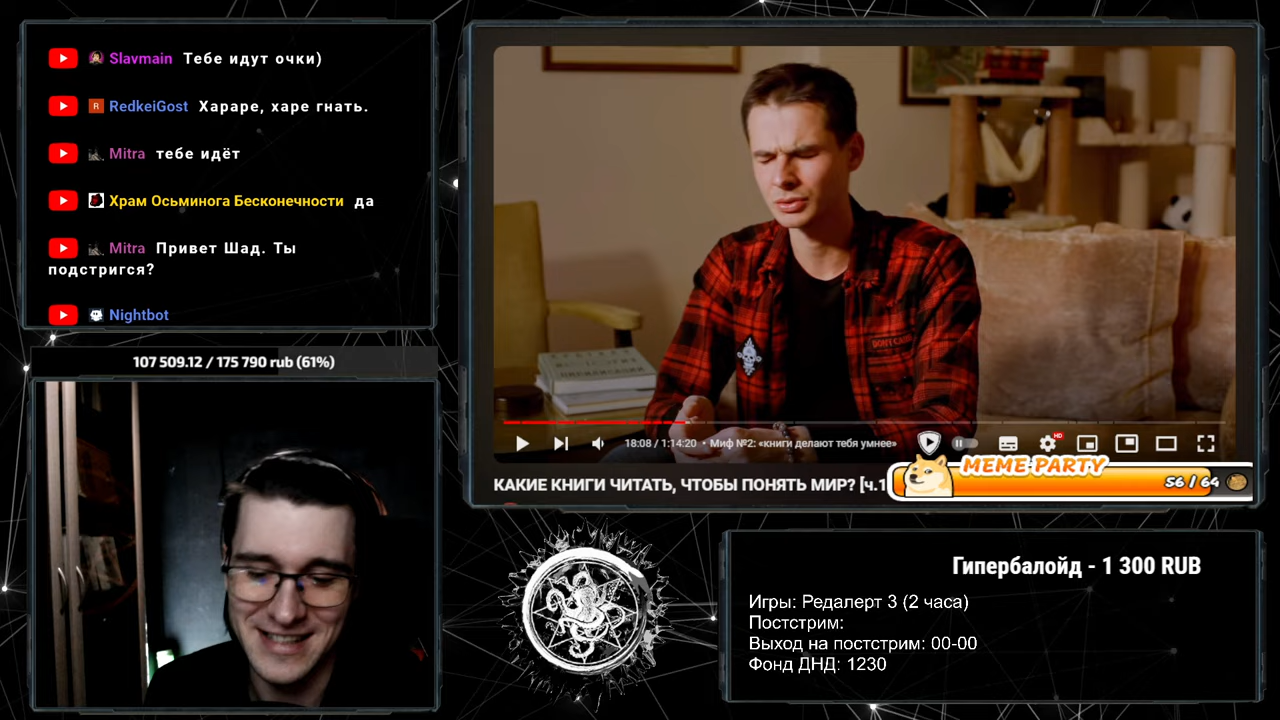 Slavmain Тебе идут очки)
R RedkeiGost Хараре, харе гнать.
Mitra тебе идёт
Храм Осьминога Бесконечности да
Mitra Привет Шад. Ты
подстригся?
Nightbot
107 509.12 / 175 790 rub (61%)
18:08 / 1:14:20 • Миф №2: «книги делают тебя умнее»
HD
КАКИЕ КНИГИ ЧИТАТЬ, ЧТОБЫ ПОНЯТЬ МИР? [ч.1
MEME PARTY
56 / 64
Гипербалойд - 1 300 RUB
Игры: Редалерт 3 (2 часа)
Постстрим:
Выход на постстрим: 00-00
Фонд ДНД: 1230